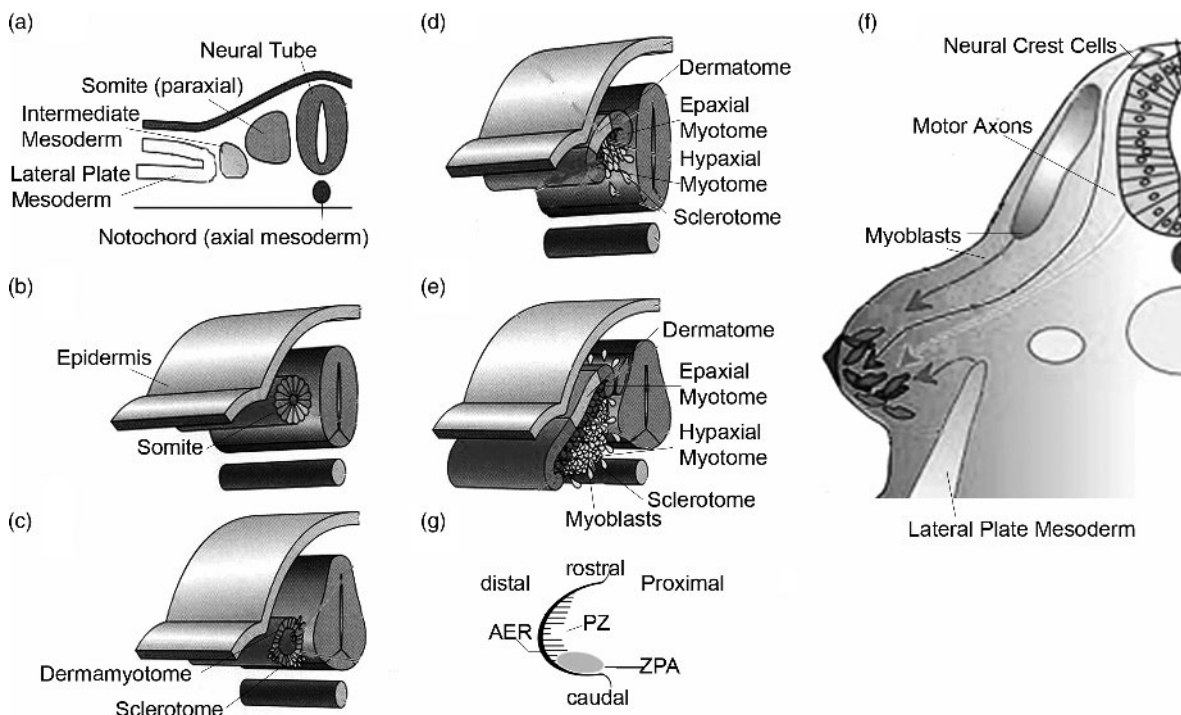 (a)
Neural Tube
Somite (paraxial)
Intermediate
Mesoderm
Lateral Plate
Mesoderm
Notochord (axial mesoderm)
(b)
Epidermis
Somite
(c)
Dermamyotome
Sclerotome
(d)
Dermatome
Epaxial
Myotome
Hypaxial
Myotome
Sclerotome
(e)
Dermatome
Epaxial
Myotome
Hypaxial
Myotome
Sclerotome
Myoblasts
(g)
distal
rostral
Proximal
AER
PZ
ZPA
caudal
(f)
Neural Crest Cells
Motor Axons
Myoblasts
Lateral Plate Mesoderm